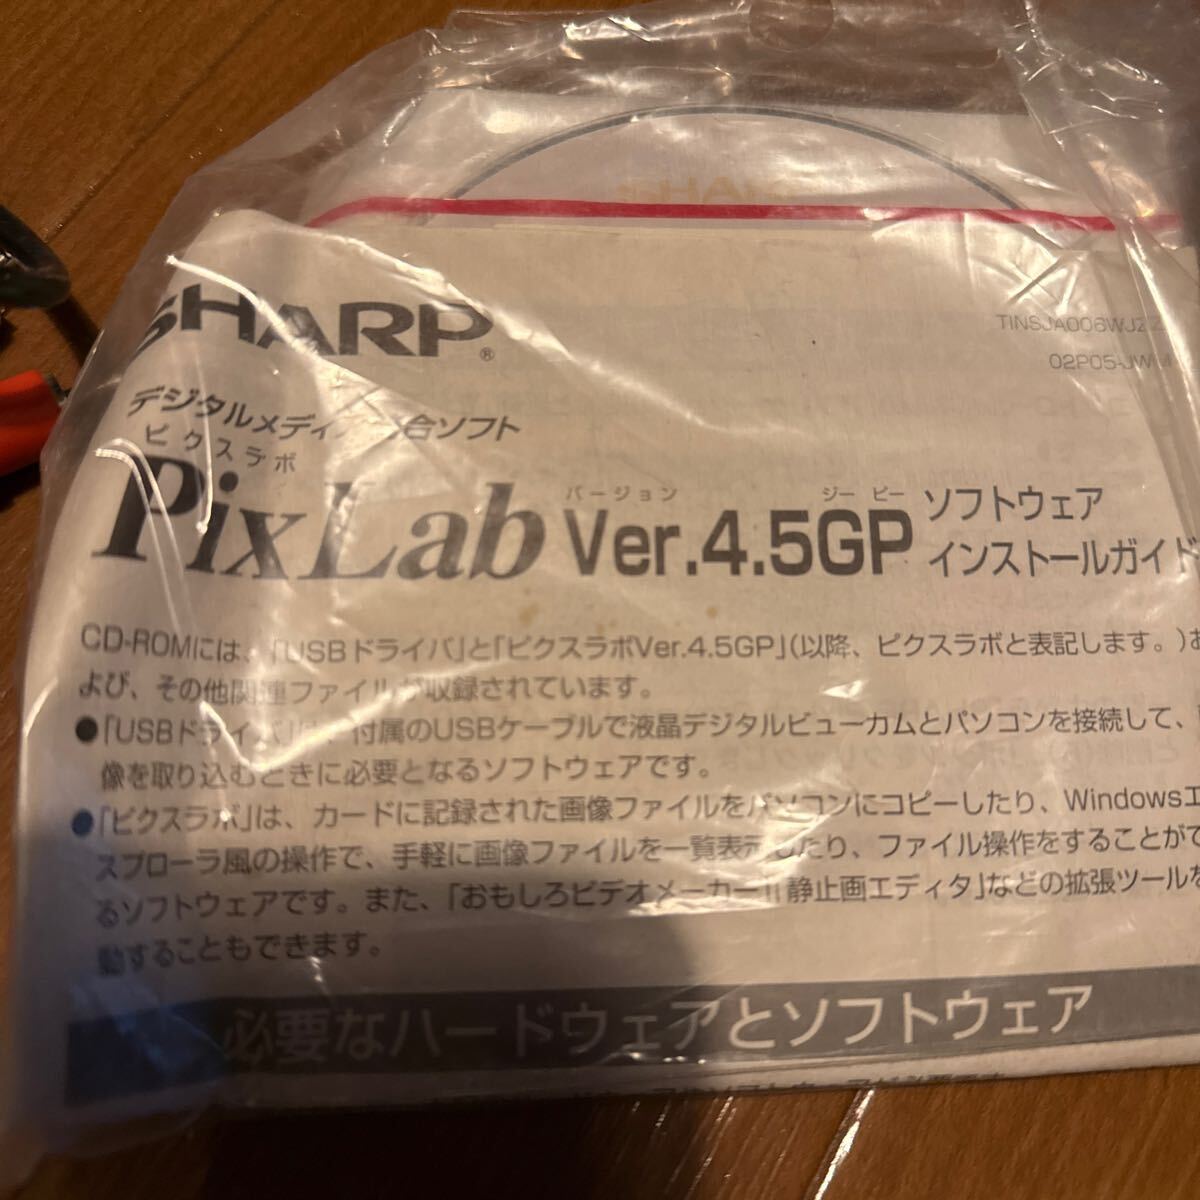 SHARP
SHARP®
TINSJA006WJZZ
02P05-JW
デジタルメディ 合ソフト
ピクスラボ
バージョン
ジー ピー
PixLab Ver.4.5GP ソフトウェア
インストールガイド
CD-ROMには、「USBドライバ」と「ピクスラボVer.4.5GP」(以降、ピクスラボと表記します。)お
よび、その他関連ファイルが収録されています。
●「USBドライバ」は、付属のUSBケーブルで液晶デジタルビューカムとパソコンを接続して、
像を取り込むときに必要となるソフトウェアです。
●「ピクスラボ」は、カードに記録された画像ファイルをパソコンにコピーしたり、Windowsエ
スプローラ風の操作で、手軽に画像ファイルを一覧表示したり、ファイル操作をすることがで
るソフトウェアです。また、「おもしろビデオメーカー」「静止画エディタ」などの拡張ツールを
動することもできます。
必要なハードウェアとソフトウェア